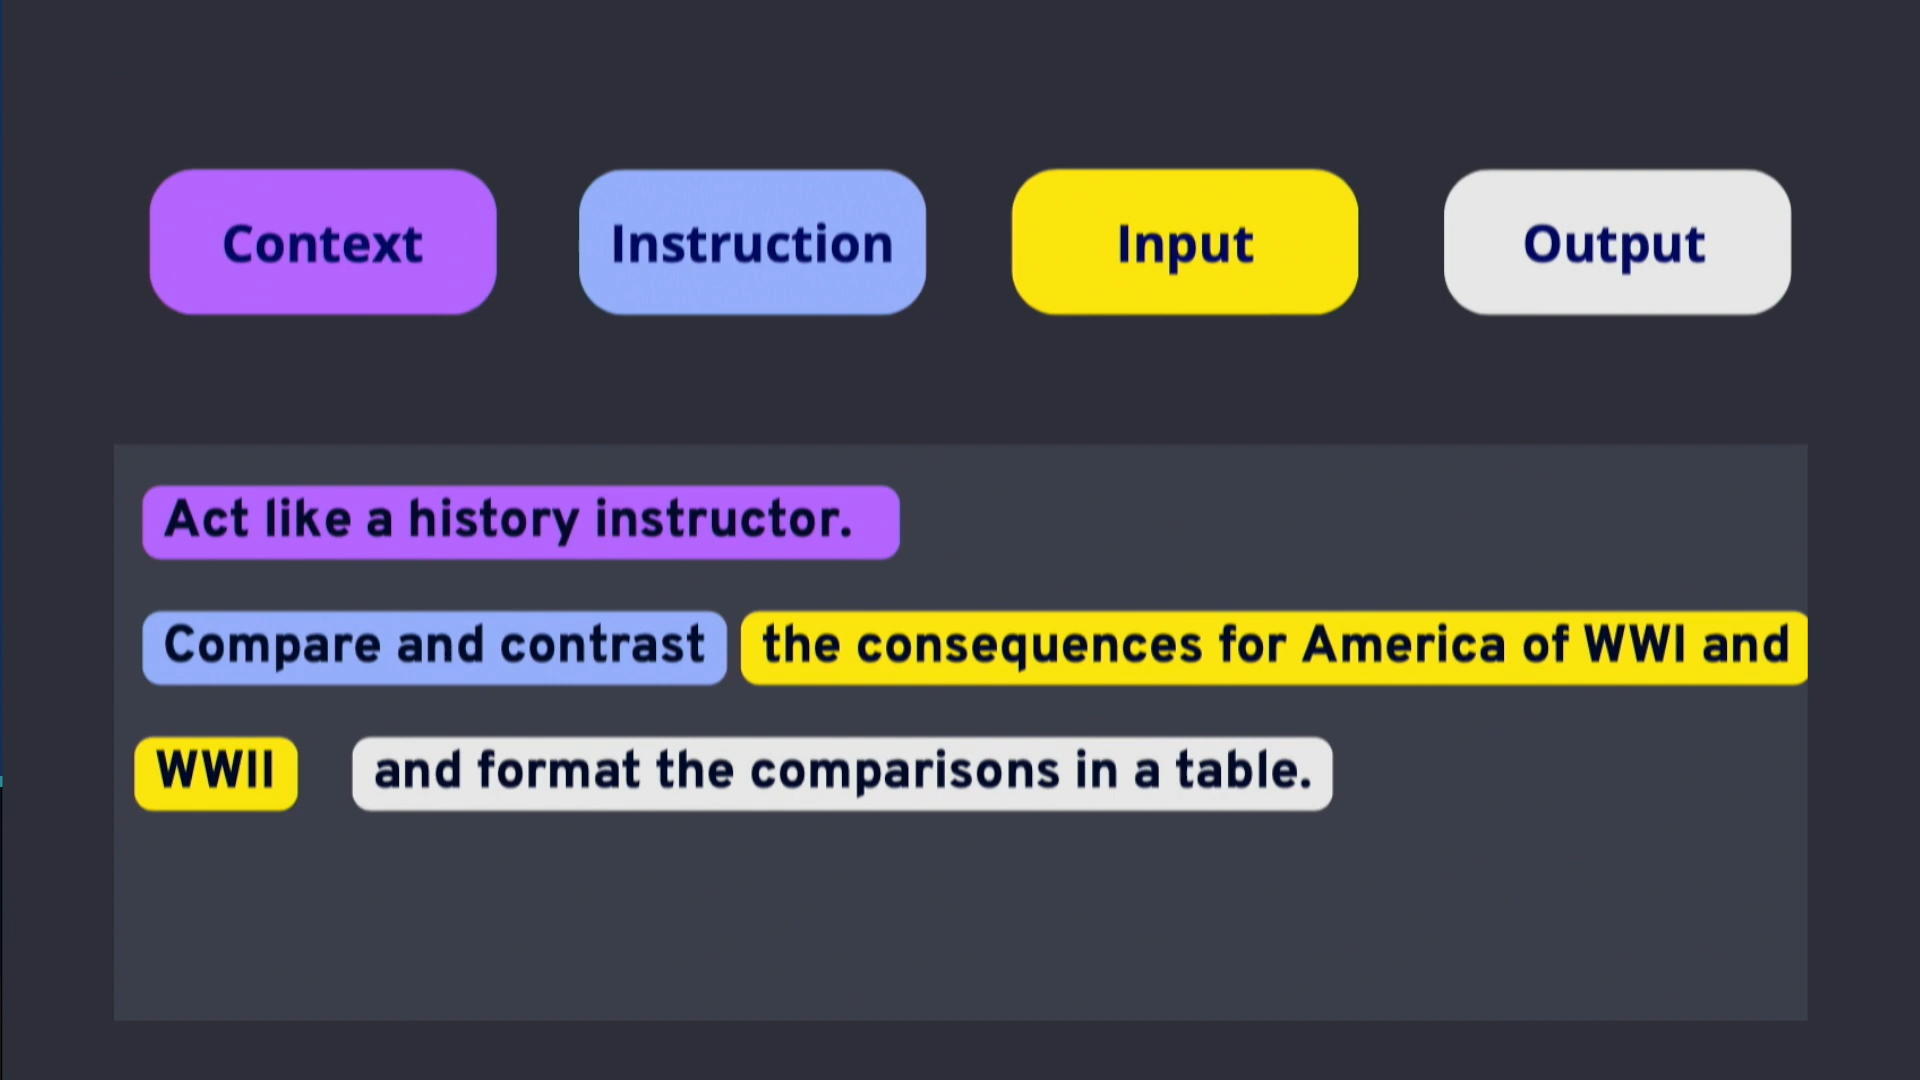 Context Instruction Input Output
Act like a history instructor.
Compare and contrast the consequences for America of WWI and
WWII and format the comparisons in a table.